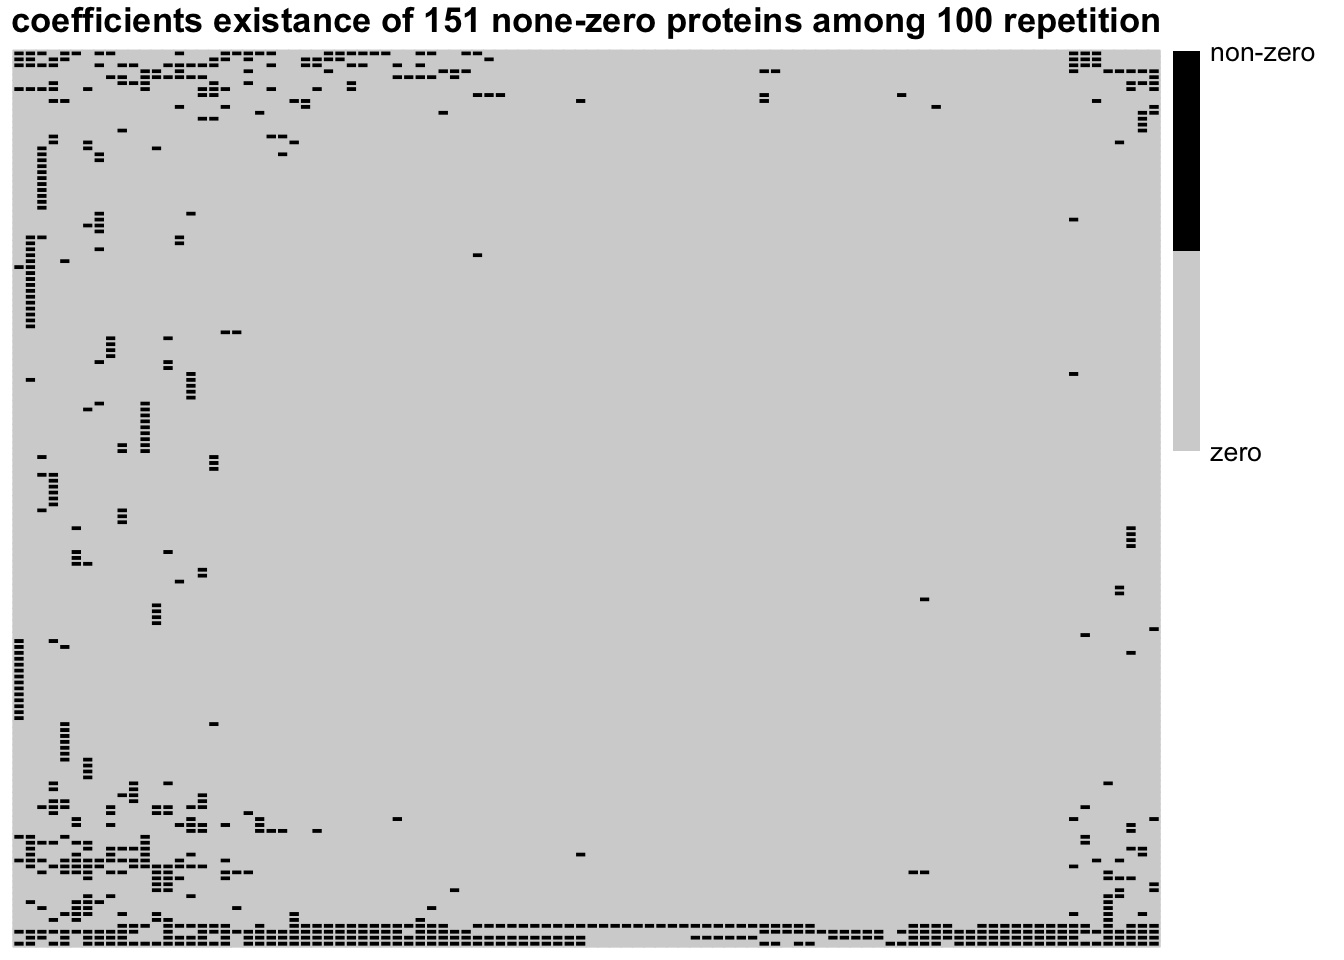 coefficients existance of 151 none-zero proteins among 100 repetition
non-zero
zero